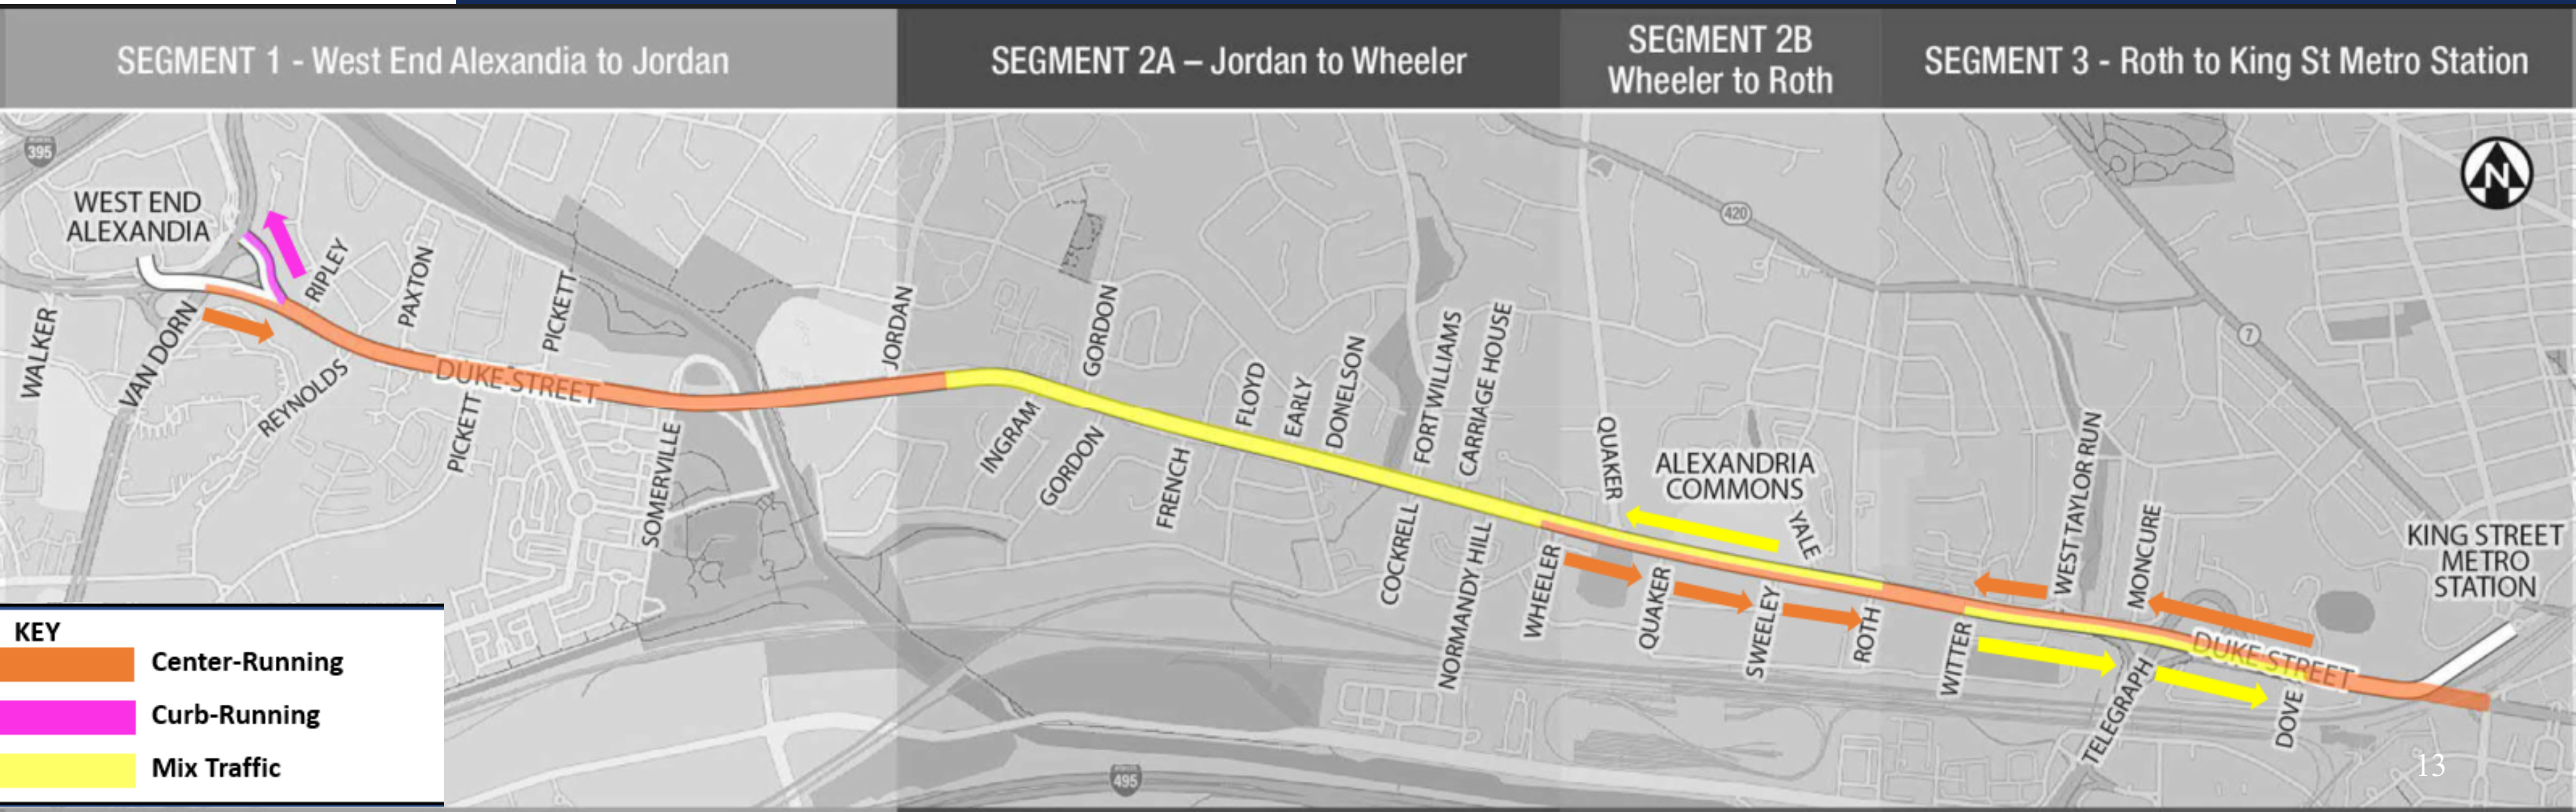 SEGMENT 1 - West End Alexandia to Jordan
SEGMENT 2A – Jordan to Wheeler
SEGMENT 2B
Wheeler to Roth
SEGMENT 3 - Roth to King St Metro Station
395
WEST END
ALEXANDIA
WALKER
VAN DORN
RIPLEY
REYNOLDS
PAXTON
PICKETT
DUKE STREET
PICKETT
SOMERVILLE
JORDAN
INGRAM
GORDON
GORDON
FRENCH
FLOYD
EARLY
DONELSON
COCKRELL
FORT WILLIAMS
NORMANDY HILL
CARRIAGE HOUSE
WHEELER
QUAKER
QUAKER
ALEXANDRIA
COMMONS
YALE
SWEELEY
ROTH
420
WITTER
WEST TAYLOR RUN
MONCURE
TELEGRAPH
7
DUKE STREET
DOVE
KING STREET
METRO
STATION
N
495
KEY
Center-Running
Curb-Running
Mix Traffic
13